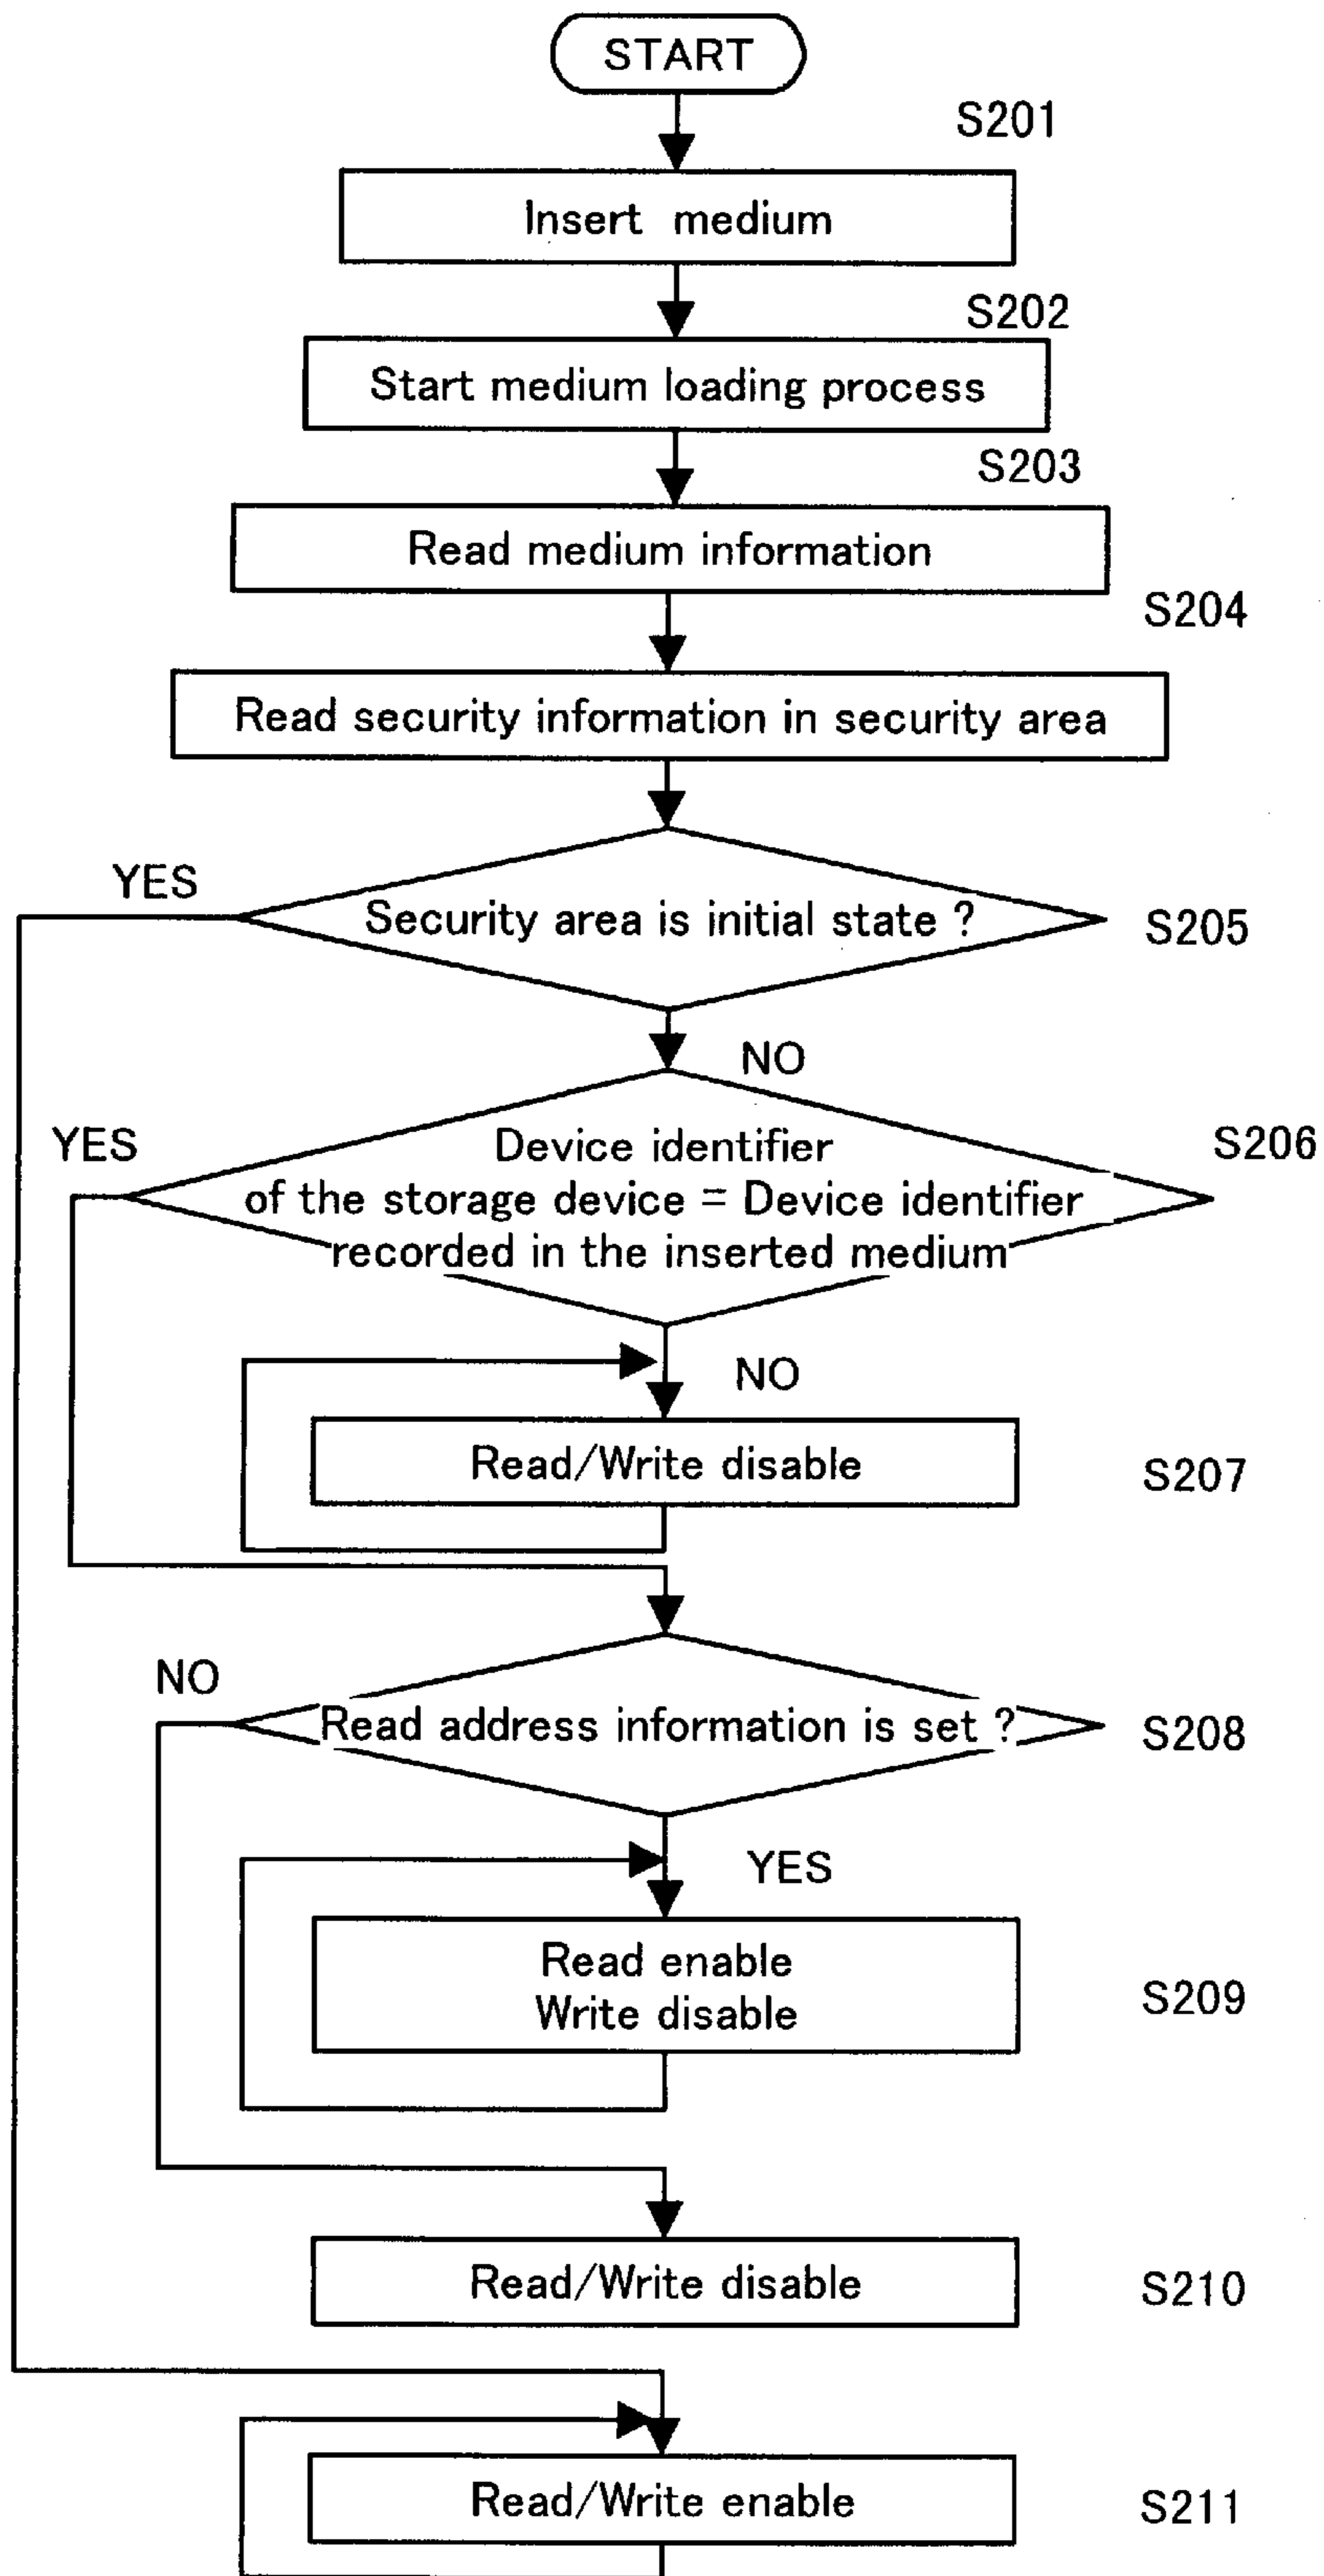 START
S201
Insert medium
S202
Start medium loading process
S203
Read medium information
S204
Read security information in security area
YES
Security area is initial state ?
S205
NO
YES
Device identifier
S206
of the storage device = Device identifier
recorded in the inserted medium
NO
Read/Write disable
S207
NO
Read address information is set ?
S208
YES
Read enable
Write disable
S209
Read/Write disable
S210
Read/Write enable
S211